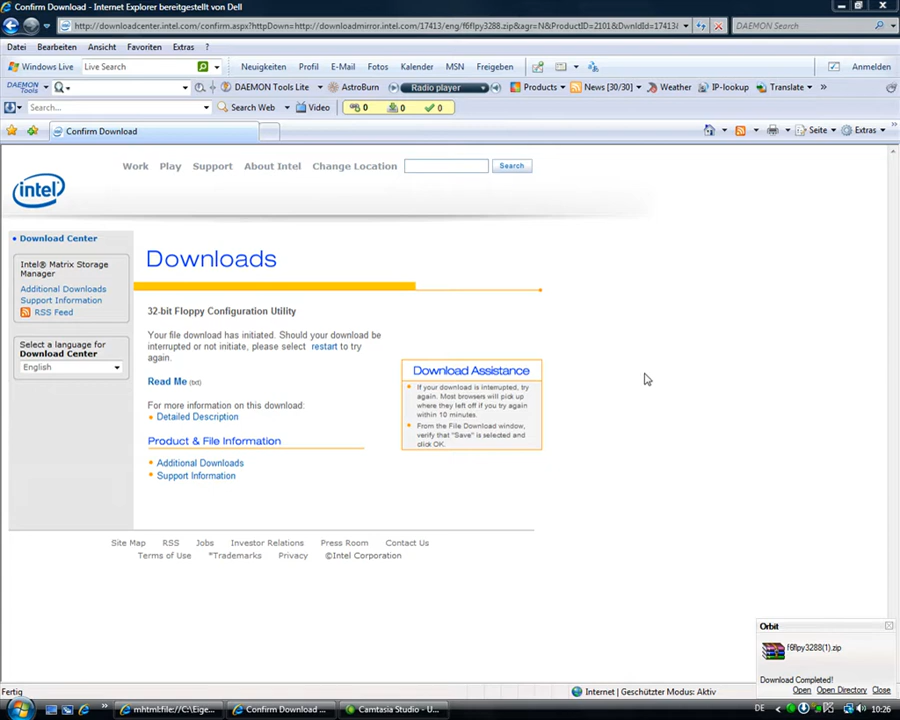 Confirm Download - Internet Explorer bereitgestellt von Dell
http://downloadcenter.intel.com/confirm.aspx?httpDown=http://downloadmirror.intel.com/17413/eng/f6flpy3288.zip&agr=N&ProductID=2101&DwnldId=17413&
DAEMON Search
Datei Bearbeiten Ansicht Favoriten Extras ?
Windows Live Live Search Neuigkeiten Profil E-Mail Fotos Kalender MSN Freigeben Anmelden
DAEMON Tools DAEMON Tools Lite AstroBurn Radio player Products News [30/30] Weather IP-lookup Translate
Search... Search Web Video 0 0 0
Confirm Download Seite Extras
Work Play Support About Intel Change Location Search
intel
Download Center
Intel® Matrix Storage
Manager
Additional Downloads
Support Information
RSS Feed
Select a language for
Download Center
English
Downloads
32-bit Floppy Configuration Utility
Your file download has initiated. Should your download be
interrupted or not initiate, please select restart to try
again.
Read Me (txt)
For more information on this download:
Detailed Description
Product & File Information
Additional Downloads
Support Information
Download Assistance
If your download is interrupted, try
again. Most browsers will pick up
where they left off if you try again
within 10 minutes.
From the File Download window,
verify that "Save" is selected and
click OK.
Site Map RSS Jobs Investor Relations Press Room Contact Us
Terms of Use *Trademarks Privacy ©Intel Corporation
Orbit
f6flpy3288(1).zip
Download Completed!
Open Open Directory Close
Fertig Internet | Geschützter Modus: Aktiv
mhtml:file://C:\Eige... Confirm Download ... Camtasia Studio - U... DE 10:26